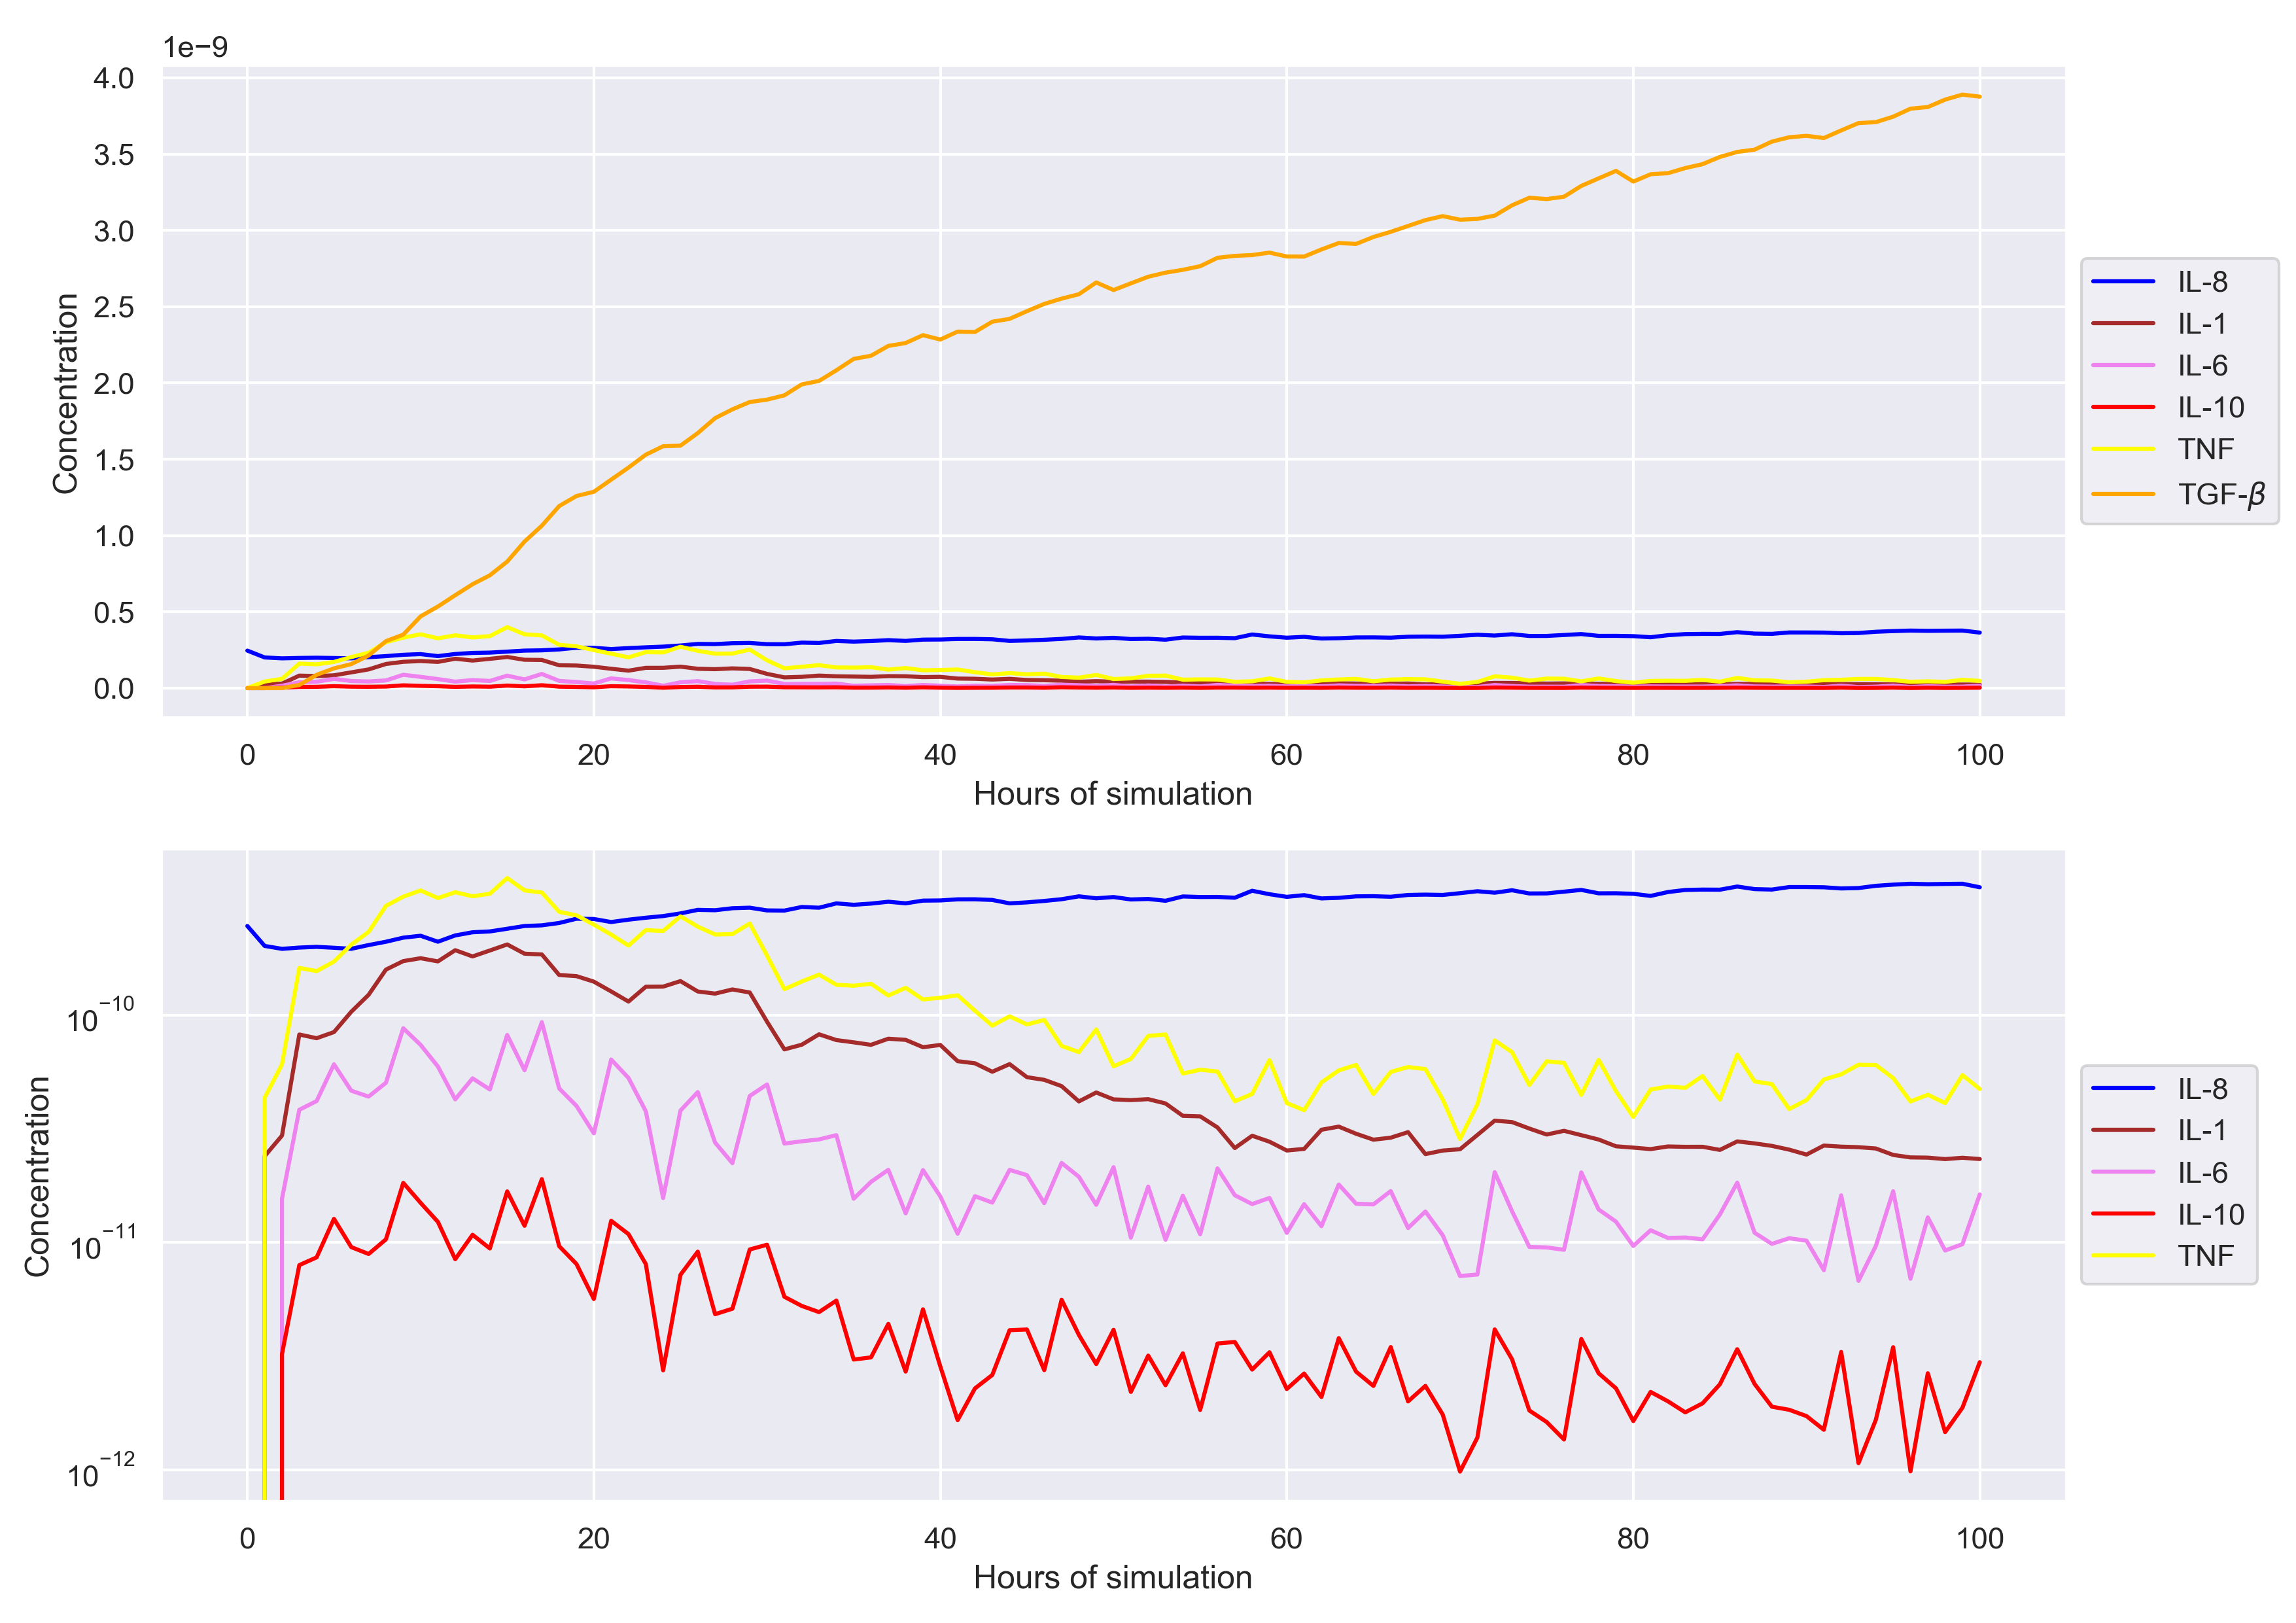 1e−9
4.0
3.5
3.0
2.5
2.0
1.5
1.0
0.5
0.0
Concentration
0 20 40 60 80 100
Hours of simulation
IL-8
IL-1
IL-6
IL-10
TNF
TGF-β
10⁻¹⁰
10⁻¹¹
10⁻¹²
Concentration
0 20 40 60 80 100
Hours of simulation
IL-8
IL-1
IL-6
IL-10
TNF